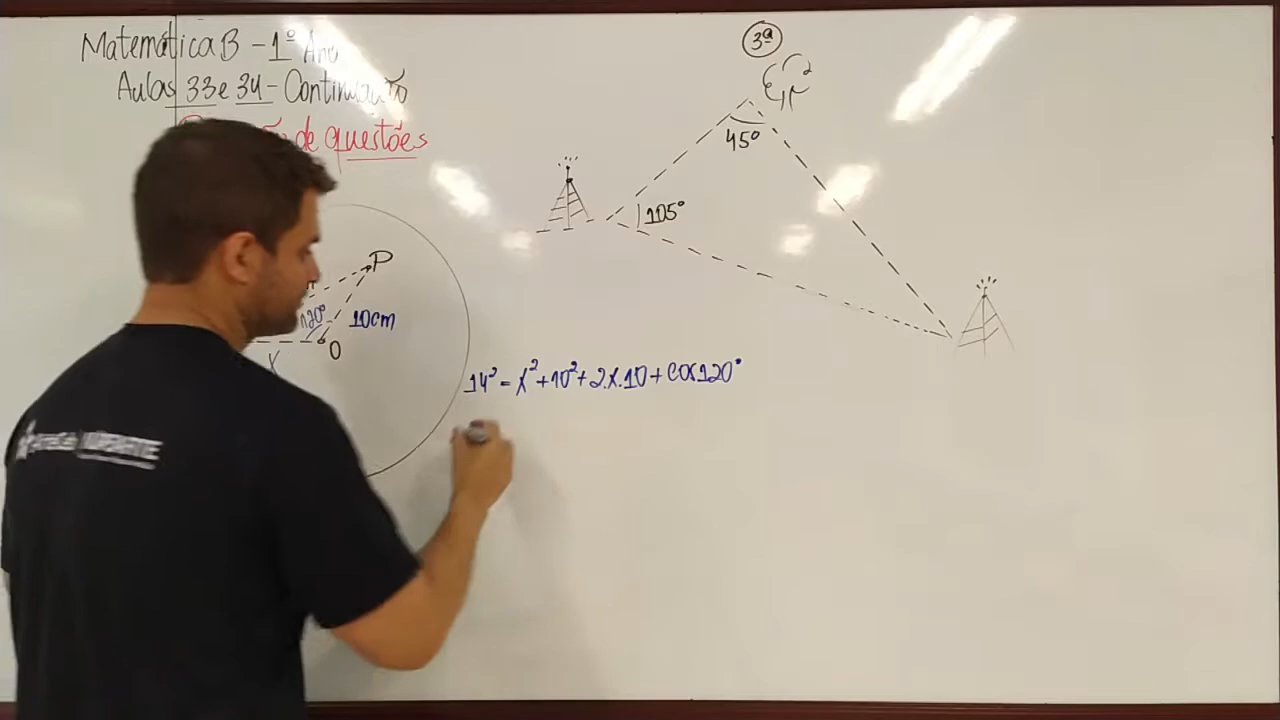 Matemática B - 1º Ano
Aulas 33 e 34 - Continuação
de questões
P
120°
10cm
O
X
3ª
45°
105°
14² = x² + 10² + 2.x.10 + cos120°